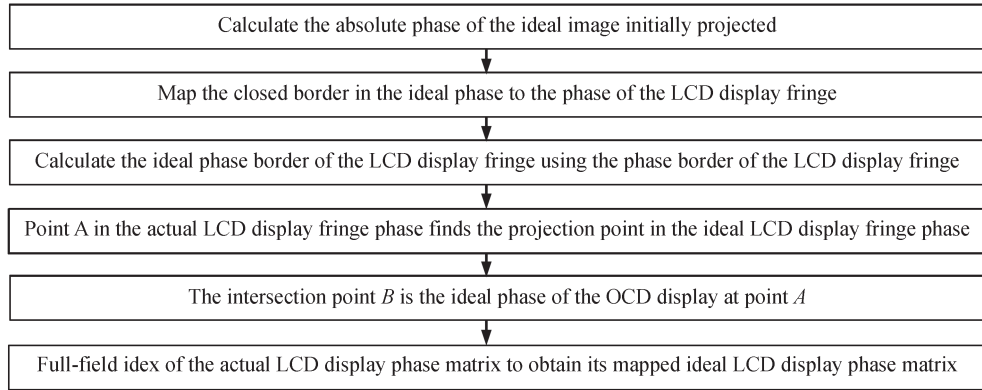 Calculate the absolute phase of the ideal image initially projected
Map the closed border in the ideal phase to the phase of the LCD display fringe
Calculate the ideal phase border of the LCD display fringe using the phase border of the LCD display fringe
Point A in the actual LCD display fringe phase finds the projection point in the ideal LCD display fringe phase
The intersection point B is the ideal phase of the OCD display at point A
Full-field idex of the actual LCD display phase matrix to obtain its mapped ideal LCD display phase matrix